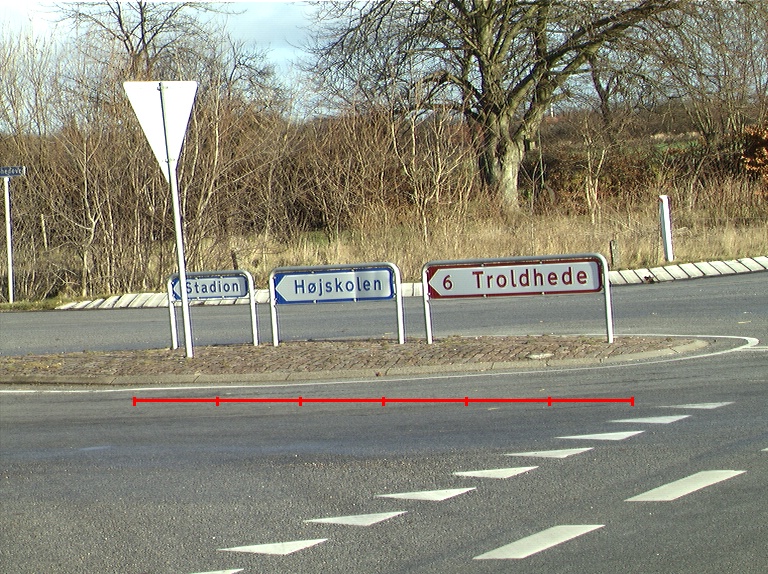 Stadion
Højskolen
6 Troldhede